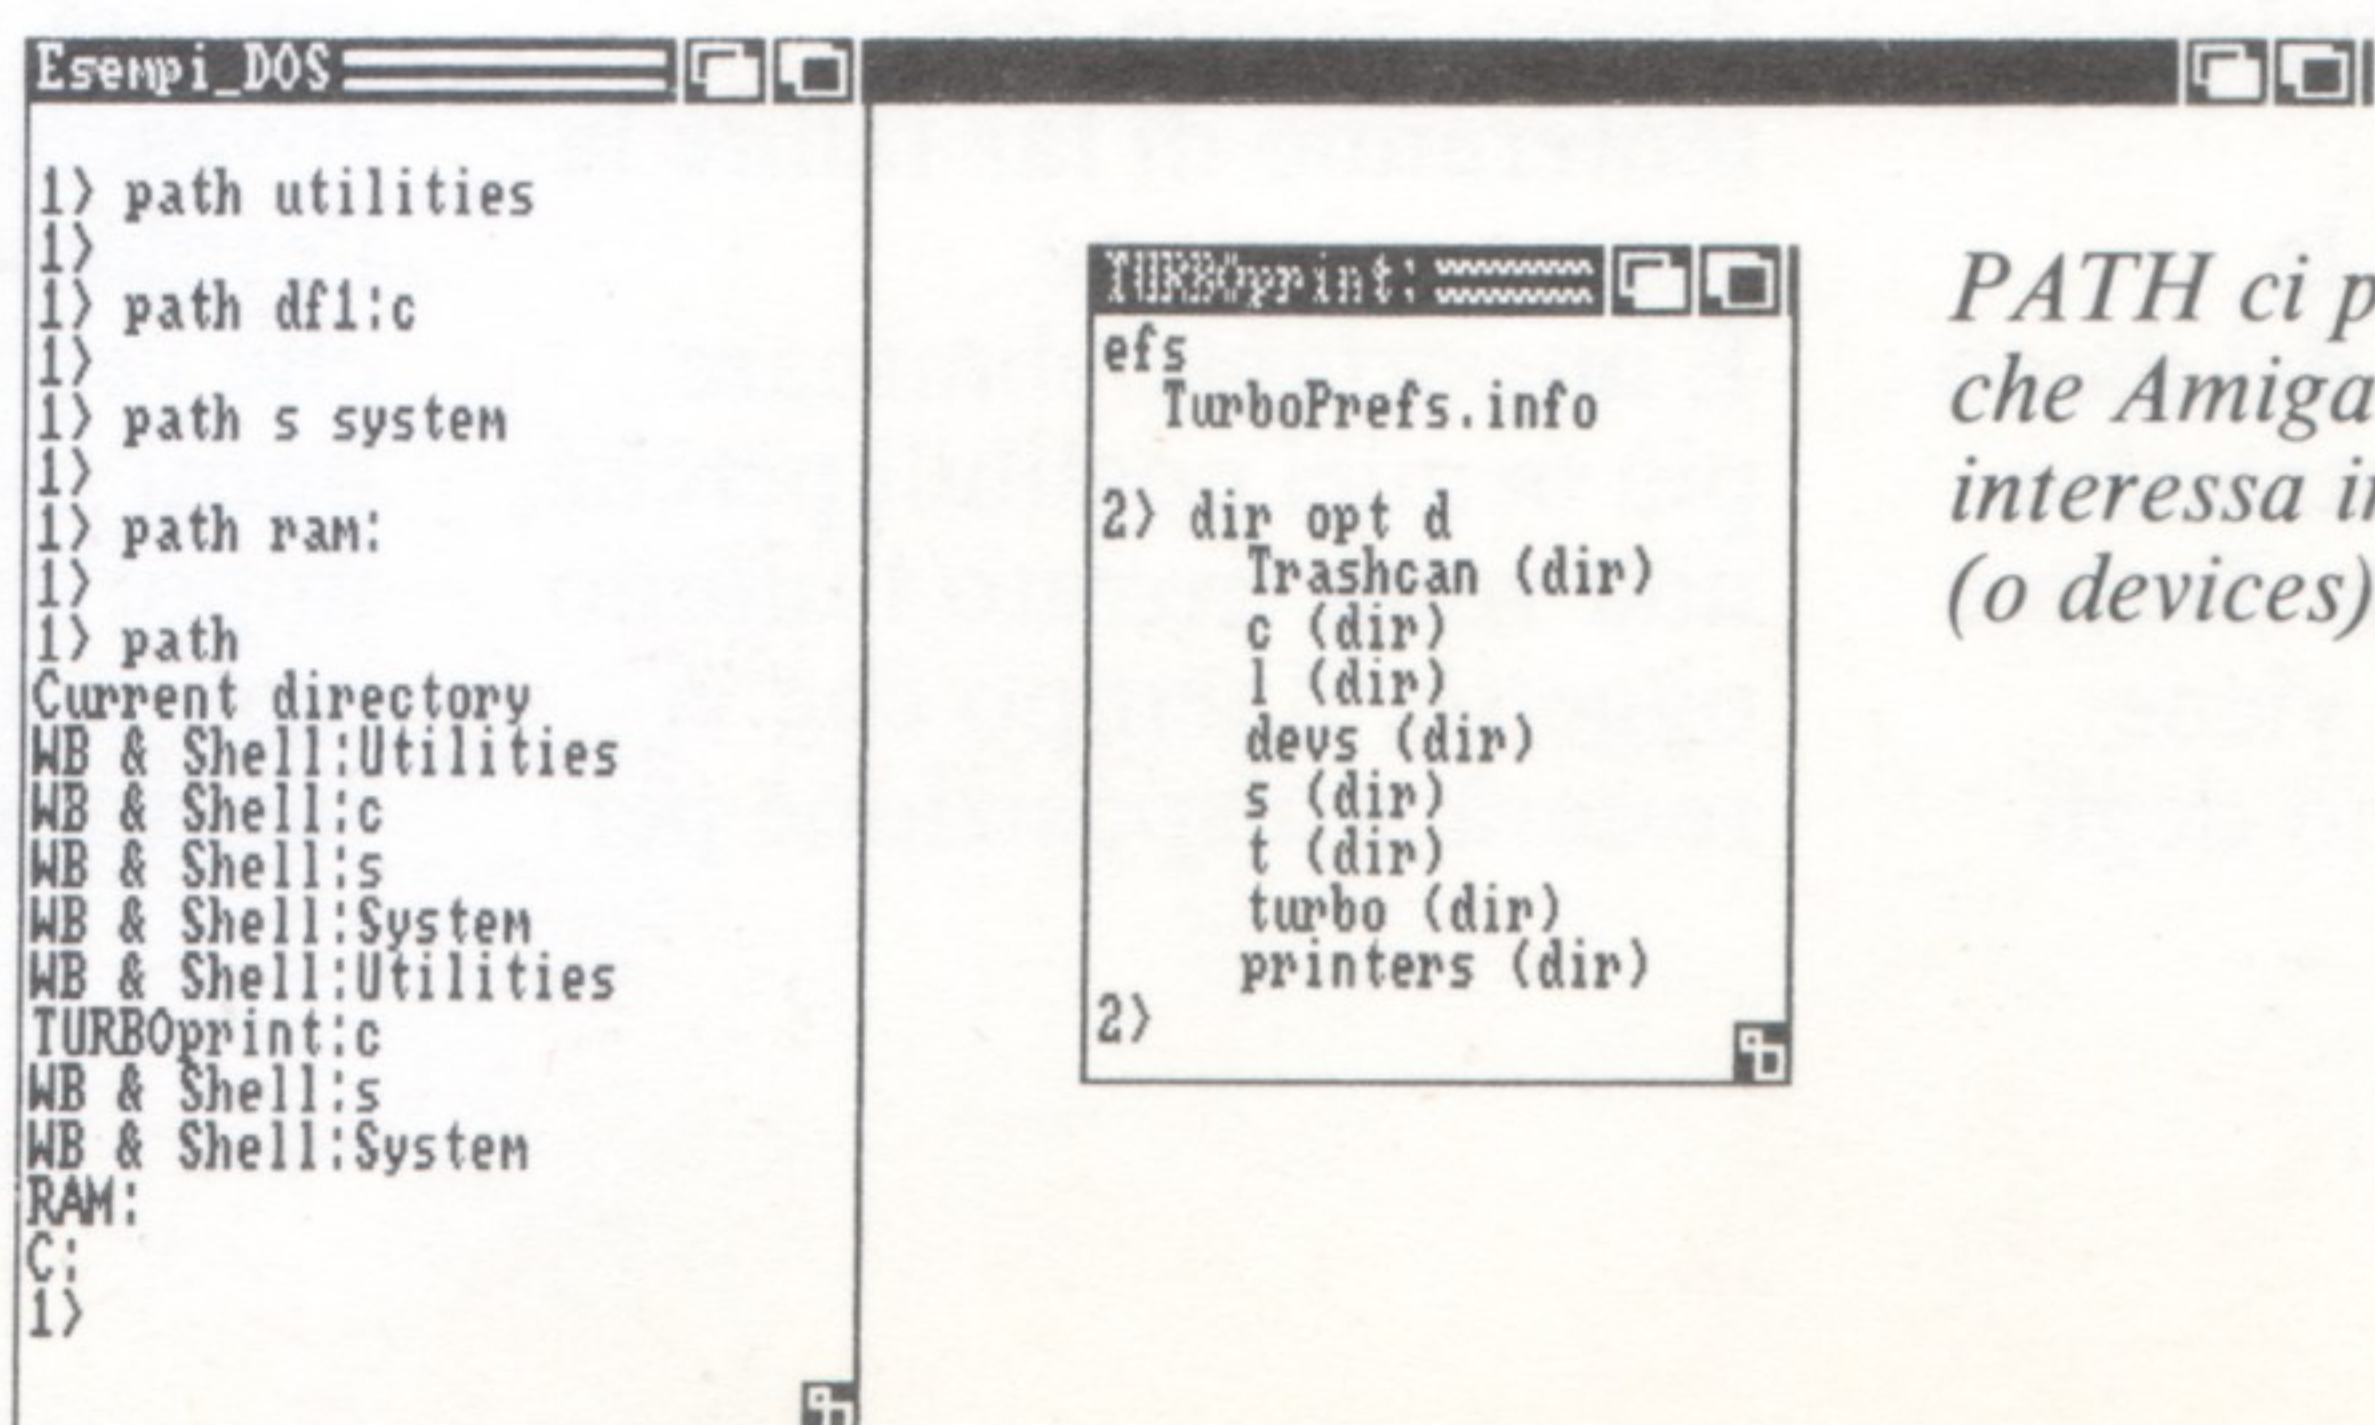 Esempi_DOS
1> path utilities
1>
1> path df1:c
1>
1> path s system
1>
1> path ram:
1>
1> path
Current directory
WB & Shell:Utilities
WB & Shell:c
WB & Shell:s
WB & Shell:System
WB & Shell:Utilities
TURBOprint:c
WB & Shell:s
WB & Shell:System
RAM:
C:
1>
TURBOprint:
efs
TurboPrefs.info
2> dir opt d
Trashcan (dir)
c (dir)
l (dir)
devs (dir)
s (dir)
t (dir)
turbo (dir)
printers (dir)
2>
PATH ci
che Amiga
interessa
(o devices)